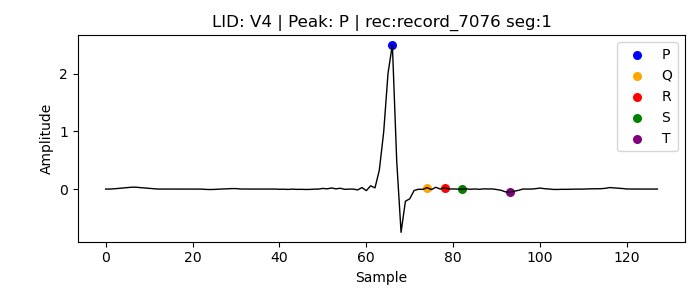 LID: V4 | Peak: P | rec:record_7076 seg:1
P
Q
R
S
T
Amplitude
2
1
0
0
20
40
60
80
100
120
Sample